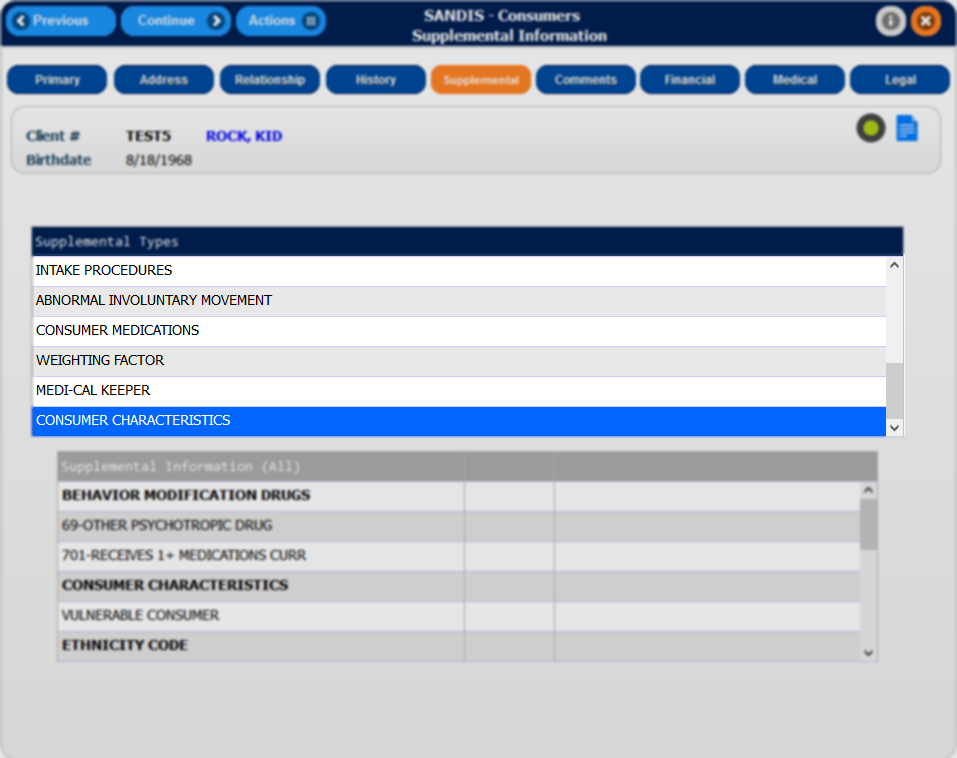 Previous Continue Actions SANDIS - Consumers
Supplemental Information
Primary Address Relationship History Supplemental Comments Financial Medical Legal
Client # TEST5 ROCK, KID
Birthdate 8/18/1968
Supplemental Types
INTAKE PROCEDURES
ABNORMAL INVOLUNTARY MOVEMENT
CONSUMER MEDICATIONS
WEIGHTING FACTOR
MEDI-CAL KEEPER
CONSUMER CHARACTERISTICS
Supplemental Information (All)
BEHAVIOR MODIFICATION DRUGS
69-OTHER PSYCHOTROPIC DRUG
701-RECEIVES 1+ MEDICATIONS CURR
CONSUMER CHARACTERISTICS
VULNERABLE CONSUMER
ETHNICITY CODE